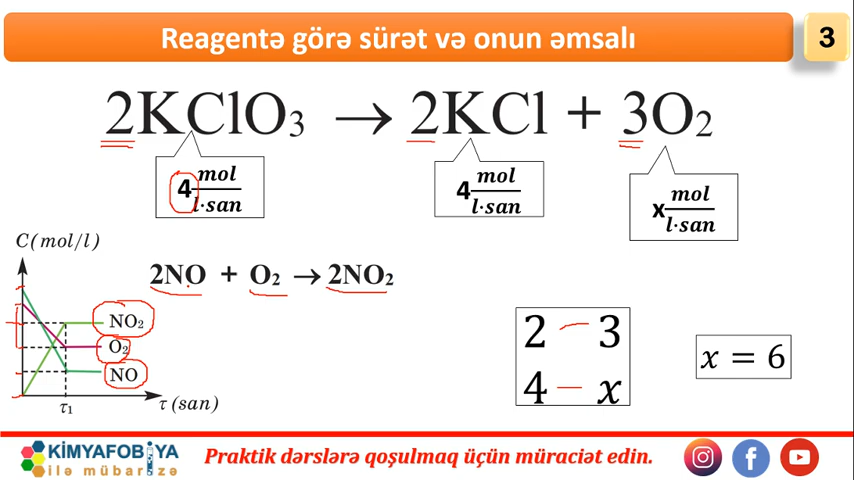 Reagentə görə sürət və onun əmsalı
3
2KClO₃ → 2KCl + 3O₂
4 mol/l·san
4 mol/l·san
x mol/l·san
C(mol/l)
2NO + O₂ → 2NO₂
NO₂
O₂
NO
τ₁
τ(san)
2 – 3
4 – x
x = 6
KİMYAFOBİYA
ilə mübarizə
Praktik dərslərə qoşulmaq üçün müraciət edin.